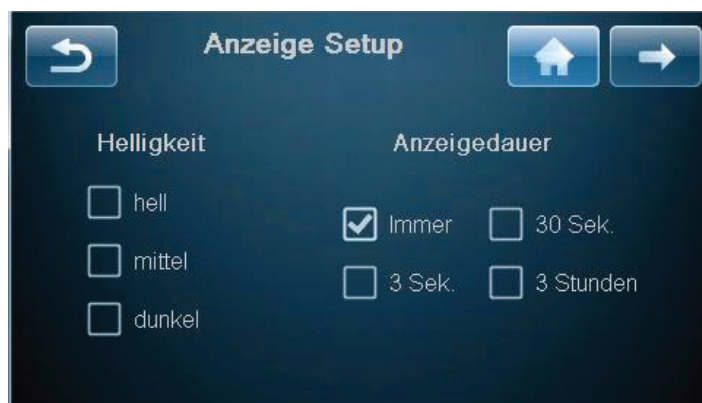 Anzeige Setup
Helligkeit
hell
mittel
dunkel
Anzeigedauer
Immer
30 Sek.
3 Sek.
3 Stunden